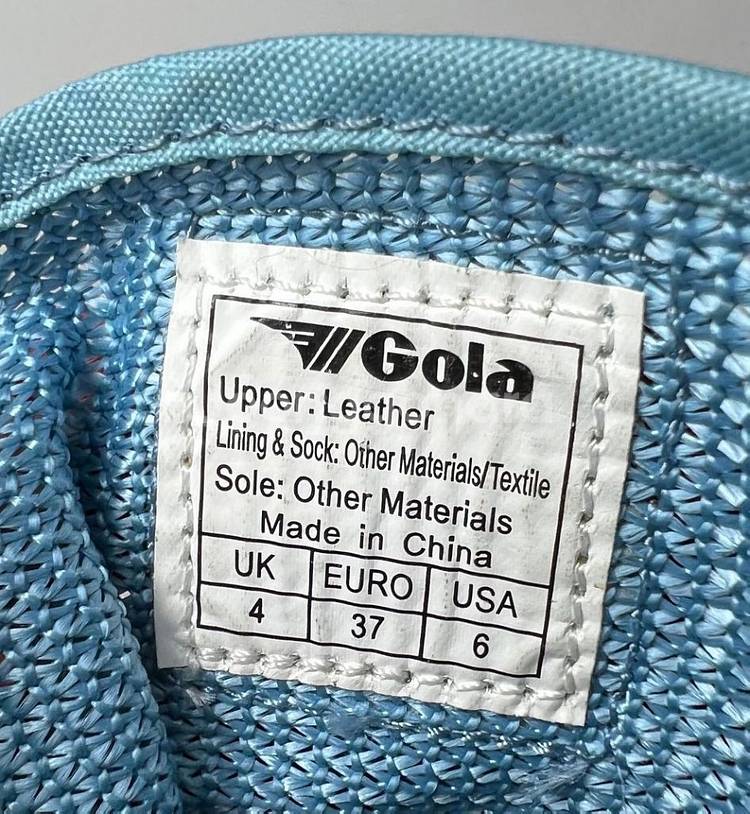 Gola
Upper: Leather
Lining & Sock: Other Materials/Textile
Sole: Other Materials
Made in China
UK EURO USA
4 37 6